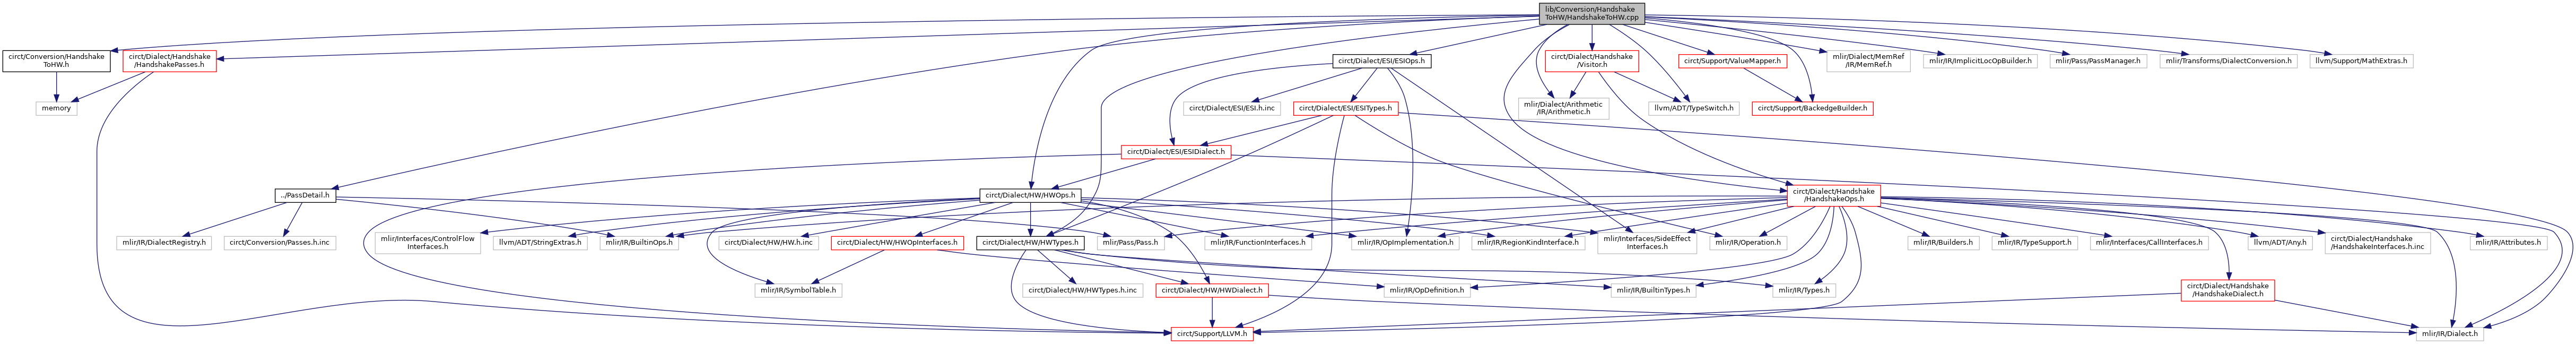 lib/Conversion/Handshake
ToHW/HandshakeToHW.cpp
circt/Conversion/Handshake
ToHW.h
circt/Dialect/Handshake
/HandshakePasses.h
circt/Dialect/ESI/ESIOps.h
circt/Dialect/Handshake
/Visitor.h
circt/Support/ValueMapper.h
mlir/Dialect/MemRef
/IR/MemRef.h
mlir/IR/ImplicitLocOpBuilder.h
mlir/Pass/PassManager.h
mlir/Transforms/DialectConversion.h
llvm/Support/MathExtras.h
memory
circt/Dialect/ESI/ESI.h.inc
circt/Dialect/ESI/ESITypes.h
mlir/Dialect/Arithmetic
/IR/Arithmetic.h
llvm/ADT/TypeSwitch.h
circt/Support/BackedgeBuilder.h
circt/Dialect/ESI/ESIDialect.h
../PassDetail.h
circt/Dialect/HW/HWOps.h
circt/Dialect/Handshake
/HandshakeOps.h
mlir/IR/DialectRegistry.h
circt/Conversion/Passes.h.inc
mlir/Interfaces/ControlFlow
Interfaces.h
llvm/ADT/StringExtras.h
mlir/IR/BuiltinOps.h
circt/Dialect/HW/HW.h.inc
circt/Dialect/HW/HWOpInterfaces.h
circt/Dialect/HW/HWTypes.h
mlir/Pass/Pass.h
mlir/IR/FunctionInterfaces.h
mlir/IR/OpImplementation.h
mlir/IR/RegionKindInterface.h
mlir/Interfaces/SideEffect
Interfaces.h
mlir/IR/Operation.h
mlir/IR/Builders.h
mlir/IR/TypeSupport.h
mlir/Interfaces/CallInterfaces.h
llvm/ADT/Any.h
circt/Dialect/Handshake
/HandshakeInterfaces.h.inc
mlir/IR/Attributes.h
mlir/IR/SymbolTable.h
circt/Dialect/HW/HWTypes.h.inc
circt/Dialect/HW/HWDialect.h
mlir/IR/OpDefinition.h
mlir/IR/BuiltinTypes.h
mlir/IR/Types.h
circt/Dialect/Handshake
/HandshakeDialect.h
circt/Support/LLVM.h
mlir/IR/Dialect.h